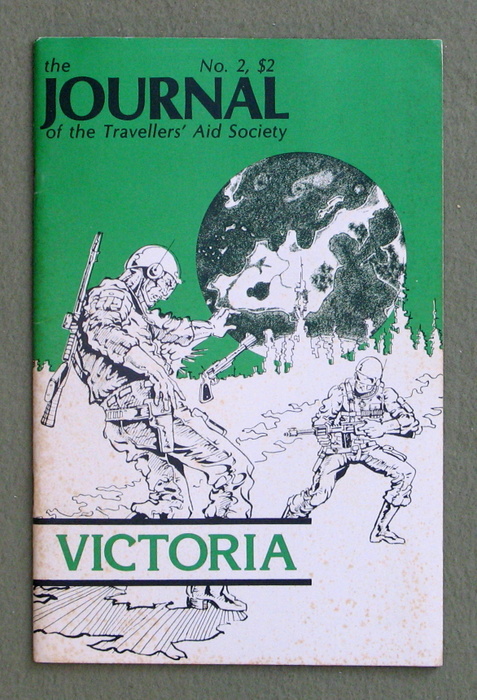 the No. 2, $2
JOURNAL
of the Travellers' Aid Society
VICTORIA